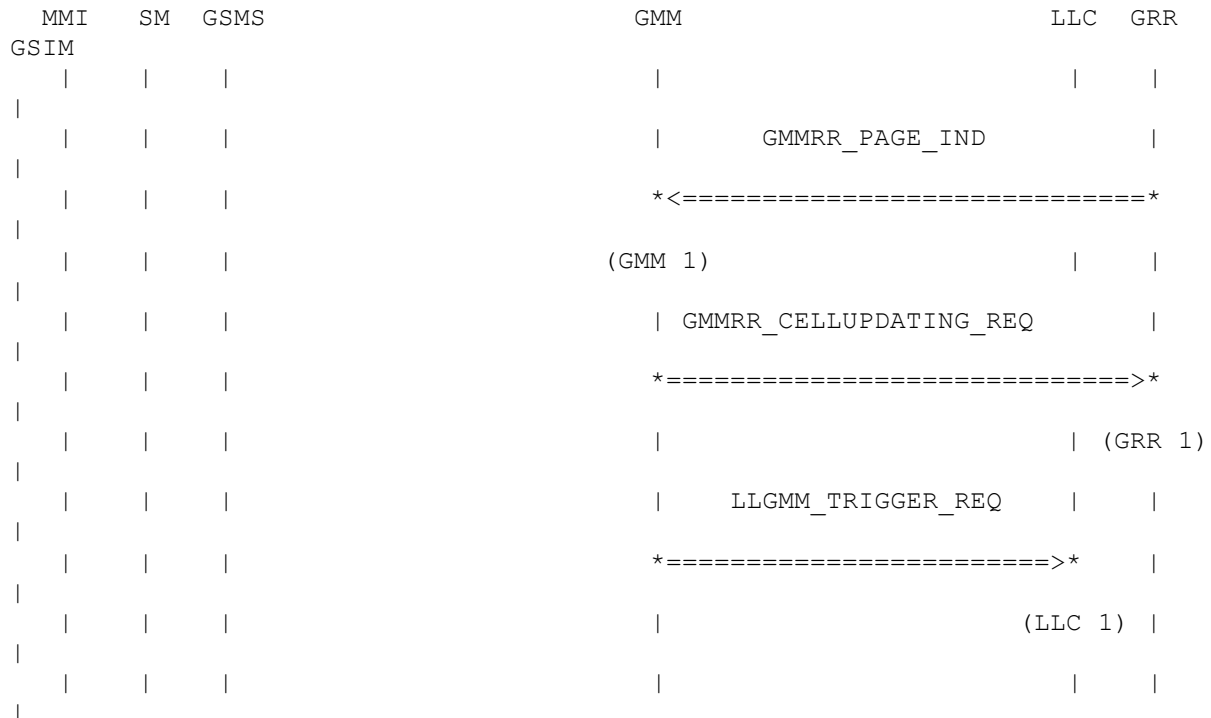 MMI SM GSMS GMM LLC GRR
GSIM
| | | | | |
|
| | | | GMMRR_PAGE_IND |
|
| | | *<=============================*
|
| | | (GMM 1) | |
|
| | | | GMMRR_CELLUPDATING_REQ |
|
| | | *=============================>*
|
| | | | | (GRR 1)
|
| | | | LLGMM_TRIGGER_REQ | |
|
| | | *========================>* |
|
| | | | (LLC 1) |
|
| | | | | |
|